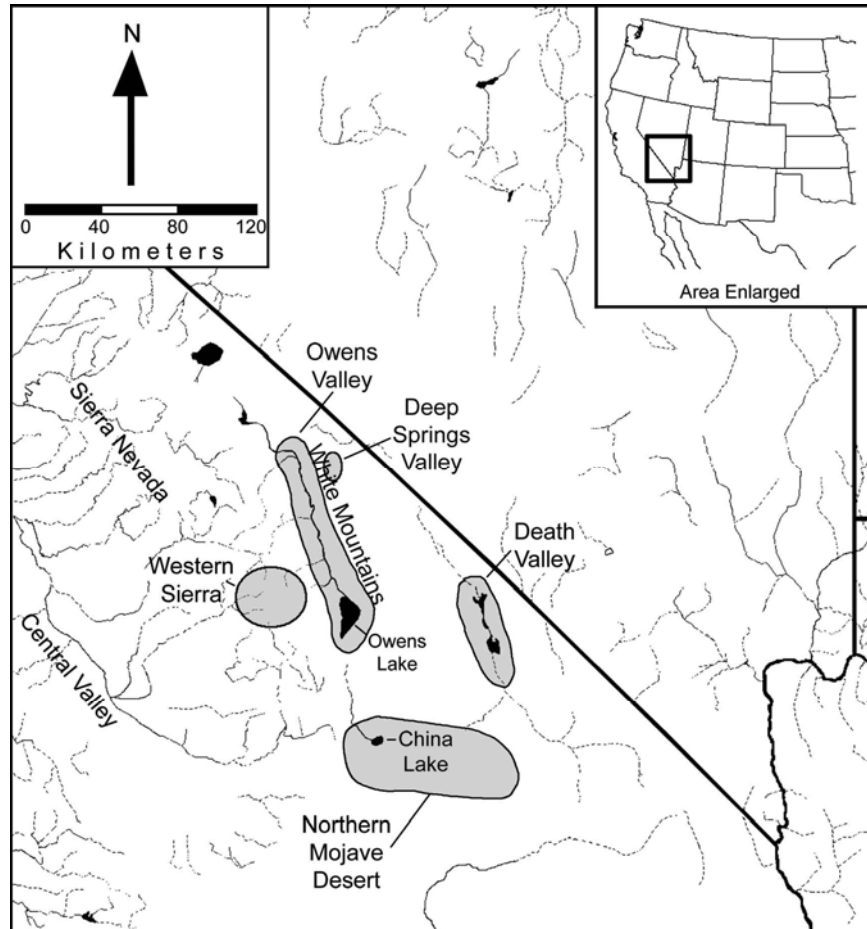 N
0 40 80 120
Kilometers
Area Enlarged
Owens
Valley
Deep
Springs
Valley
Sierra Nevada
White Mountains
Death
Valley
Western
Sierra
Owens
Lake
Central Valley
China
Lake
Northern
Mojave
Desert